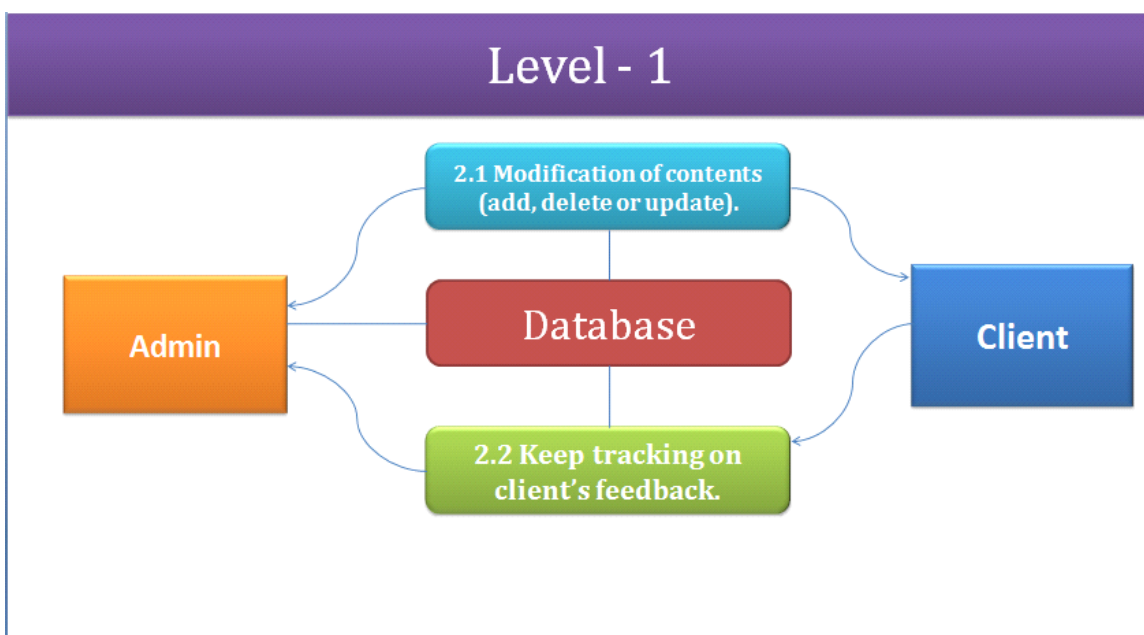 Level - 1
2.1 Modification of contents
(add, delete or update).
Admin
Database
Client
2.2 Keep tracking on
client’s feedback.